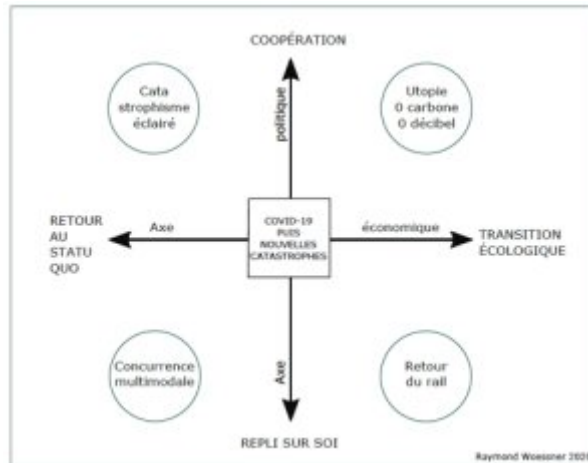 COOPÉRATION
Cata
strophisme
éclairé
Utopie
0 carbone
0 décibel
politique
RETOUR
AU
STATU
QUO
Axe
COVID-19
PUIS
NOUVELLES
CATASTROPHES
économique
TRANSITION
ÉCOLOGIQUE
Concurrence
multimodale
Axe
Retour
du rail
REPLI SUR SOI
Raymond Woessner